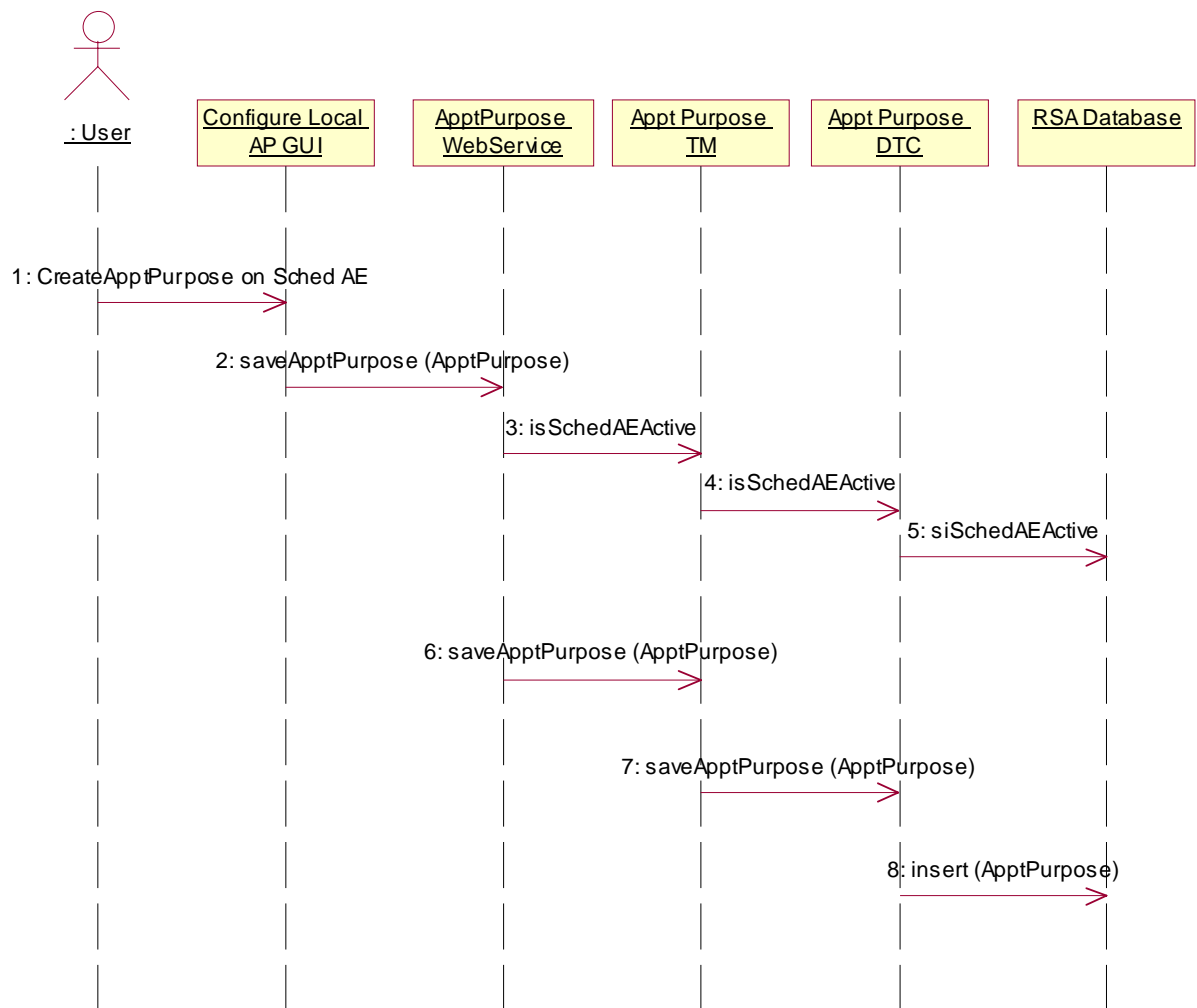 : User
Configure Local
AP GUI
ApptPurpose
WebService
Appt Purpose
TM
Appt Purpose
DTC
RSA Database
1: CreateApptPurpose on Sched AE
2: saveApptPurpose (ApptPurpose)
3: isSchedAEActive
4: isSchedAEActive
5: siSchedAEActive
6: saveApptPurpose (ApptPurpose)
7: saveApptPurpose (ApptPurpose)
8: insert (ApptPurpose)